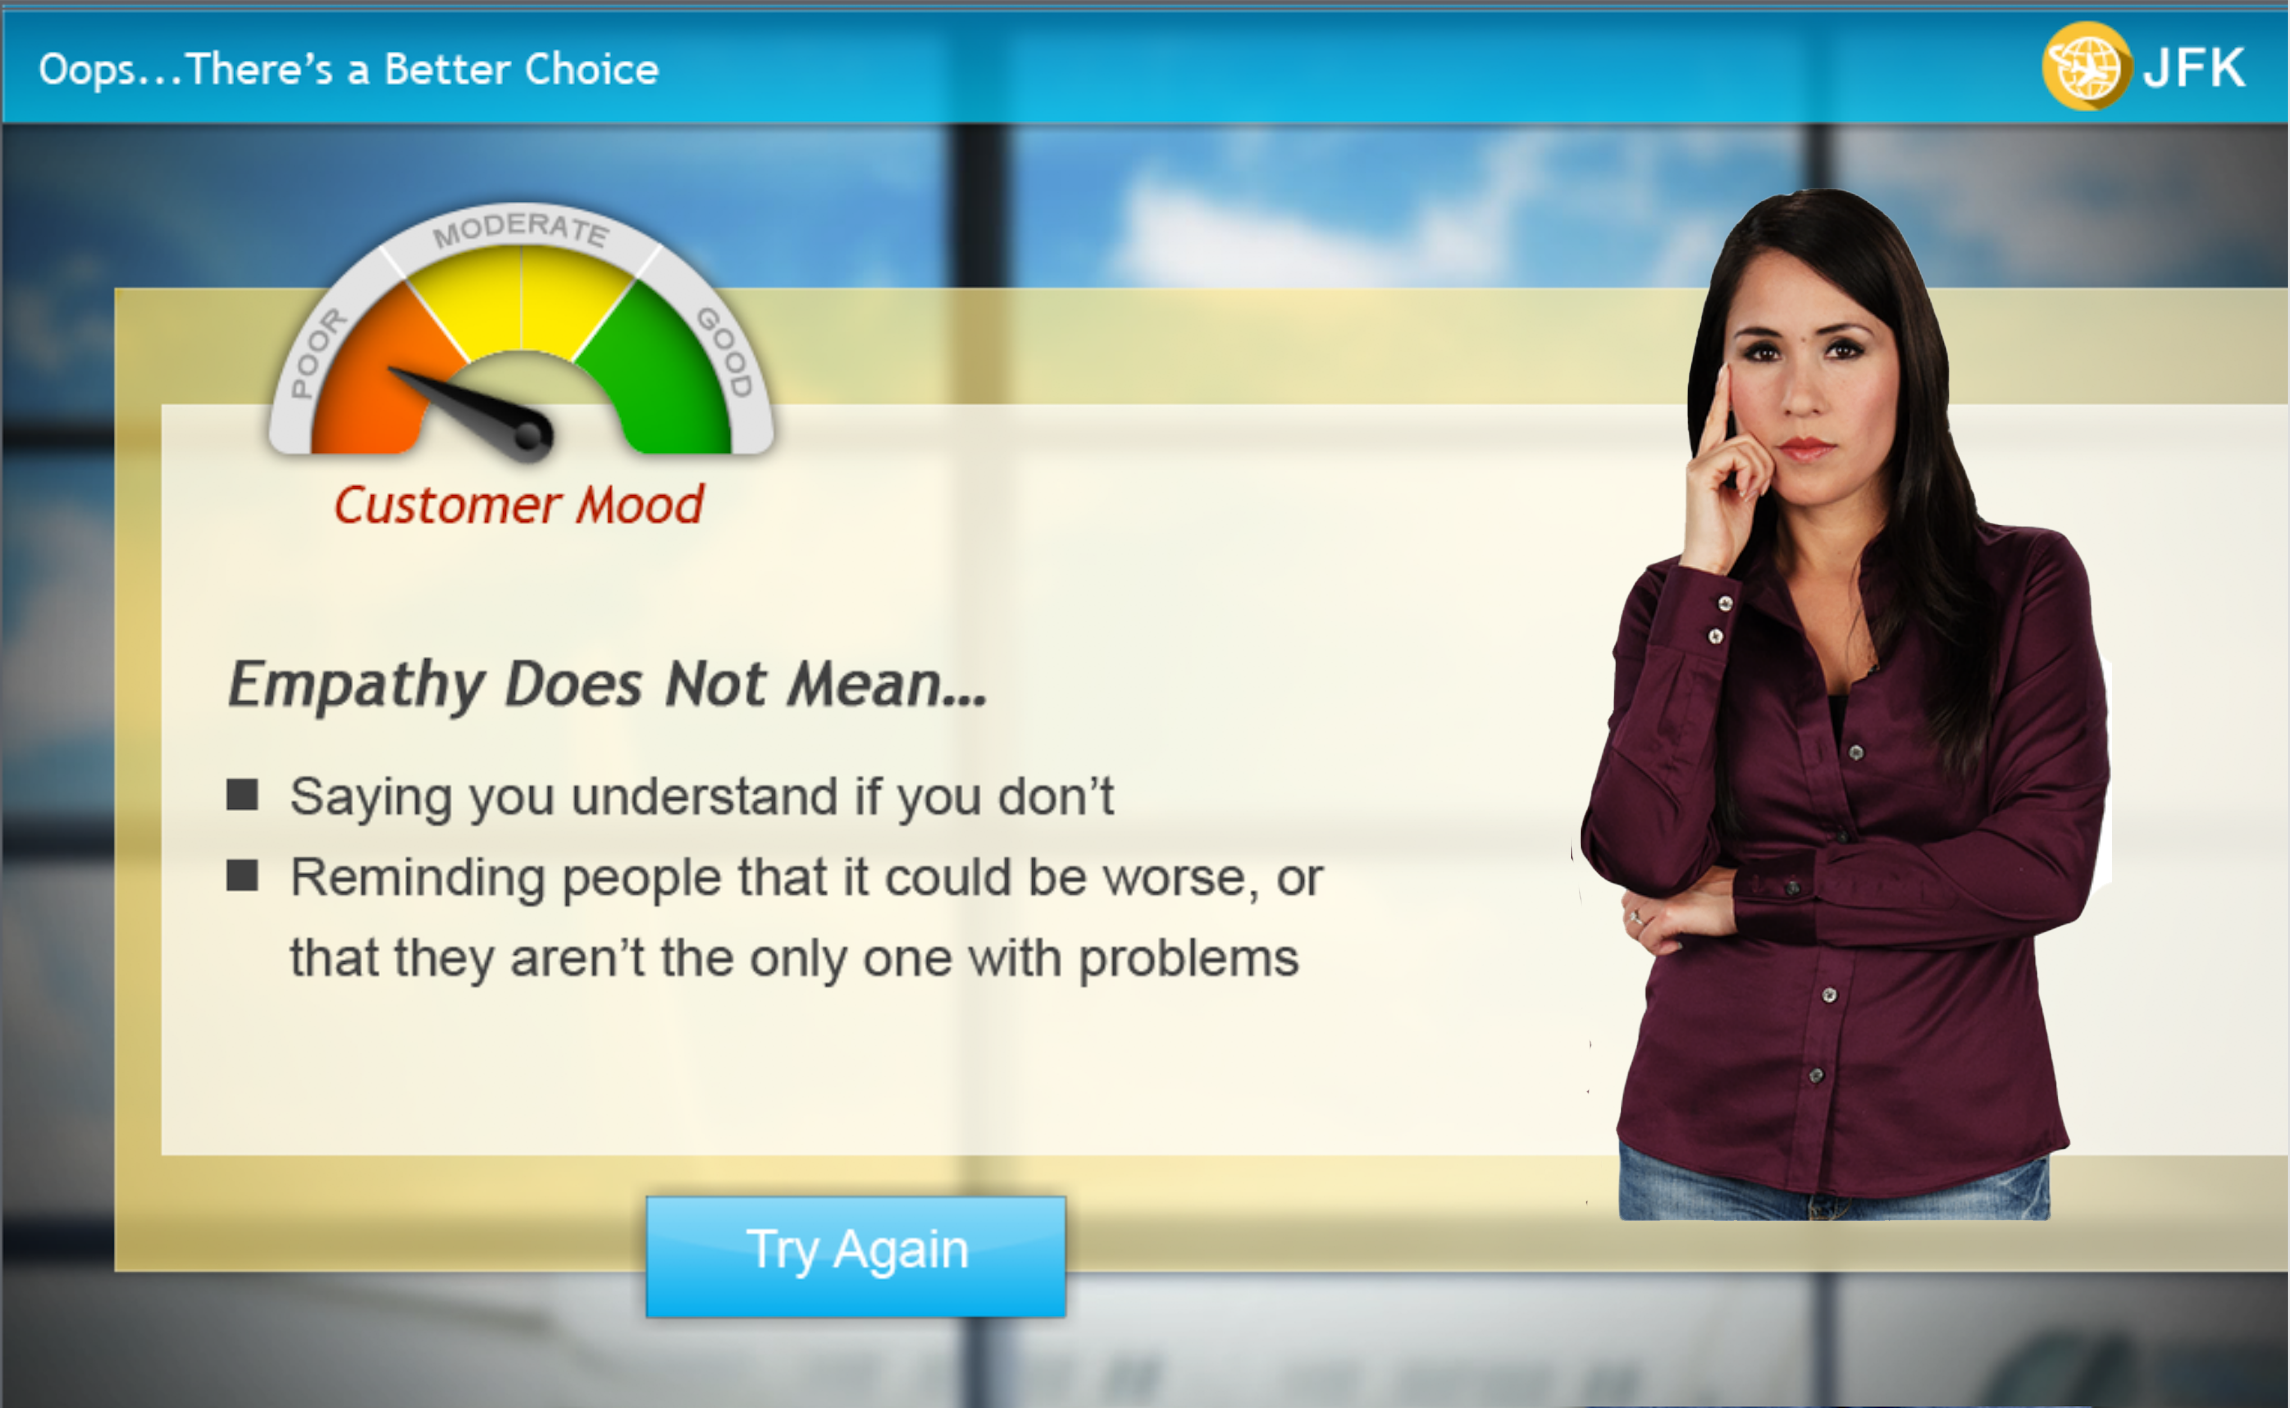 Oops...There's a Better Choice
JFK
POOR
MODERATE
GOOD
Customer Mood
Empathy Does Not Mean...
■ Saying you understand if you don't
■ Reminding people that it could be worse, or
that they aren't the only one with problems
Try Again